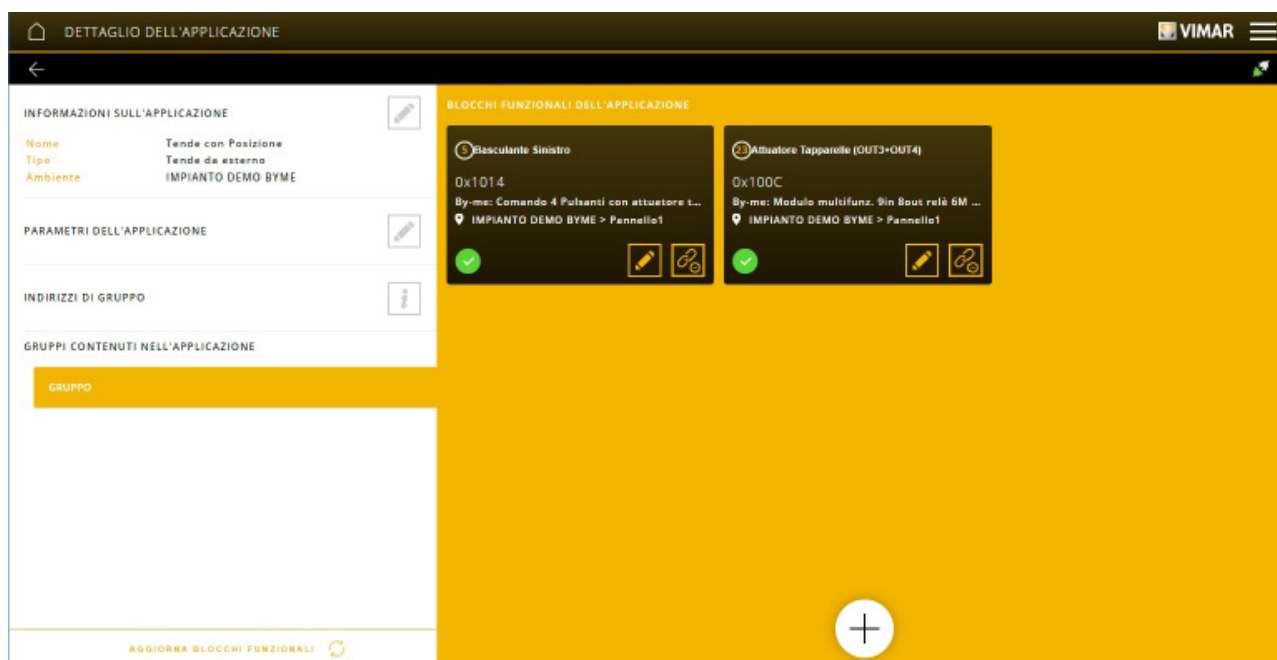 DETTAGLIO DELL'APPLICAZIONE
VIMAR
INFORMAZIONI SULL'APPLICAZIONE
Nome Tende con Posizione
Tipo Tende da esterno
Ambiente IMPIANTO DEMO BYME
PARAMETRI DELL'APPLICAZIONE
INDIRIZZI DI GRUPPO
GRUPPI CONTENUTI NELL'APPLICAZIONE
GRUPPO
AGGIORNA BLOCCHI FUNZIONALI
BLOCCHI FUNZIONALI DELL'APPLICAZIONE
5 Basculante Sinistro
0x1014
By-me: Comando 4 Pulsanti con attuatore t...
IMPIANTO DEMO BYME > Pannello1
23 Attuatore Tapparelle (OUT3+OUT4)
0x100C
By-me: Modulo multifunz. 9in 8out relè 6M ...
IMPIANTO DEMO BYME > Pannello1